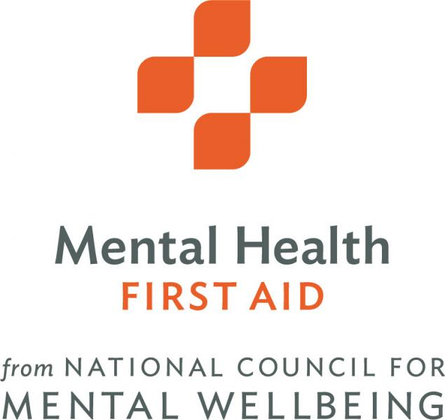 Mental Health
FIRST AID
from NATIONAL COUNCIL FOR
MENTAL WELLBEING